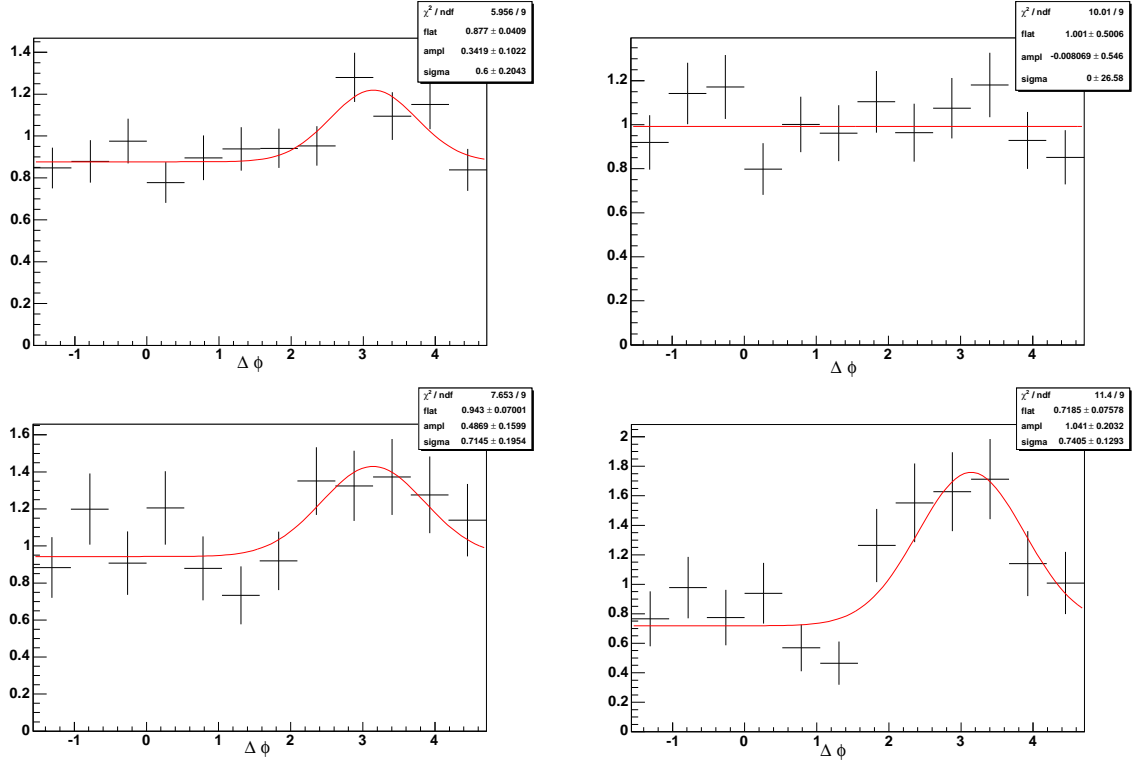 χ² / ndf 5.956 / 9
flat 0.877 ± 0.0409
ampl 0.3419 ± 0.1022
sigma 0.6 ± 0.2043
1.4
1.2
1
0.8
0.6
0.4
0.2
0
-1 0 1 2 3 4
Δ φ
χ² / ndf 10.01 / 9
flat 1.001 ± 0.5006
ampl -0.008069 ± 0.546
sigma 0 ± 26.58
1.2
1
0.8
0.6
0.4
0.2
0
-1 0 1 2 3 4
Δ φ
χ² / ndf 7.653 / 9
flat 0.943 ± 0.07001
ampl 0.4869 ± 0.1599
sigma 0.7145 ± 0.1954
1.6
1.4
1.2
1
0.8
0.6
0.4
0.2
0
-1 0 1 2 3 4
Δ φ
χ² / ndf 11.4 / 9
flat 0.7185 ± 0.07578
ampl 1.041 ± 0.2032
sigma 0.7405 ± 0.1293
2
1.8
1.6
1.4
1.2
1
0.8
0.6
0.4
0.2
0
-1 0 1 2 3 4
Δ φ